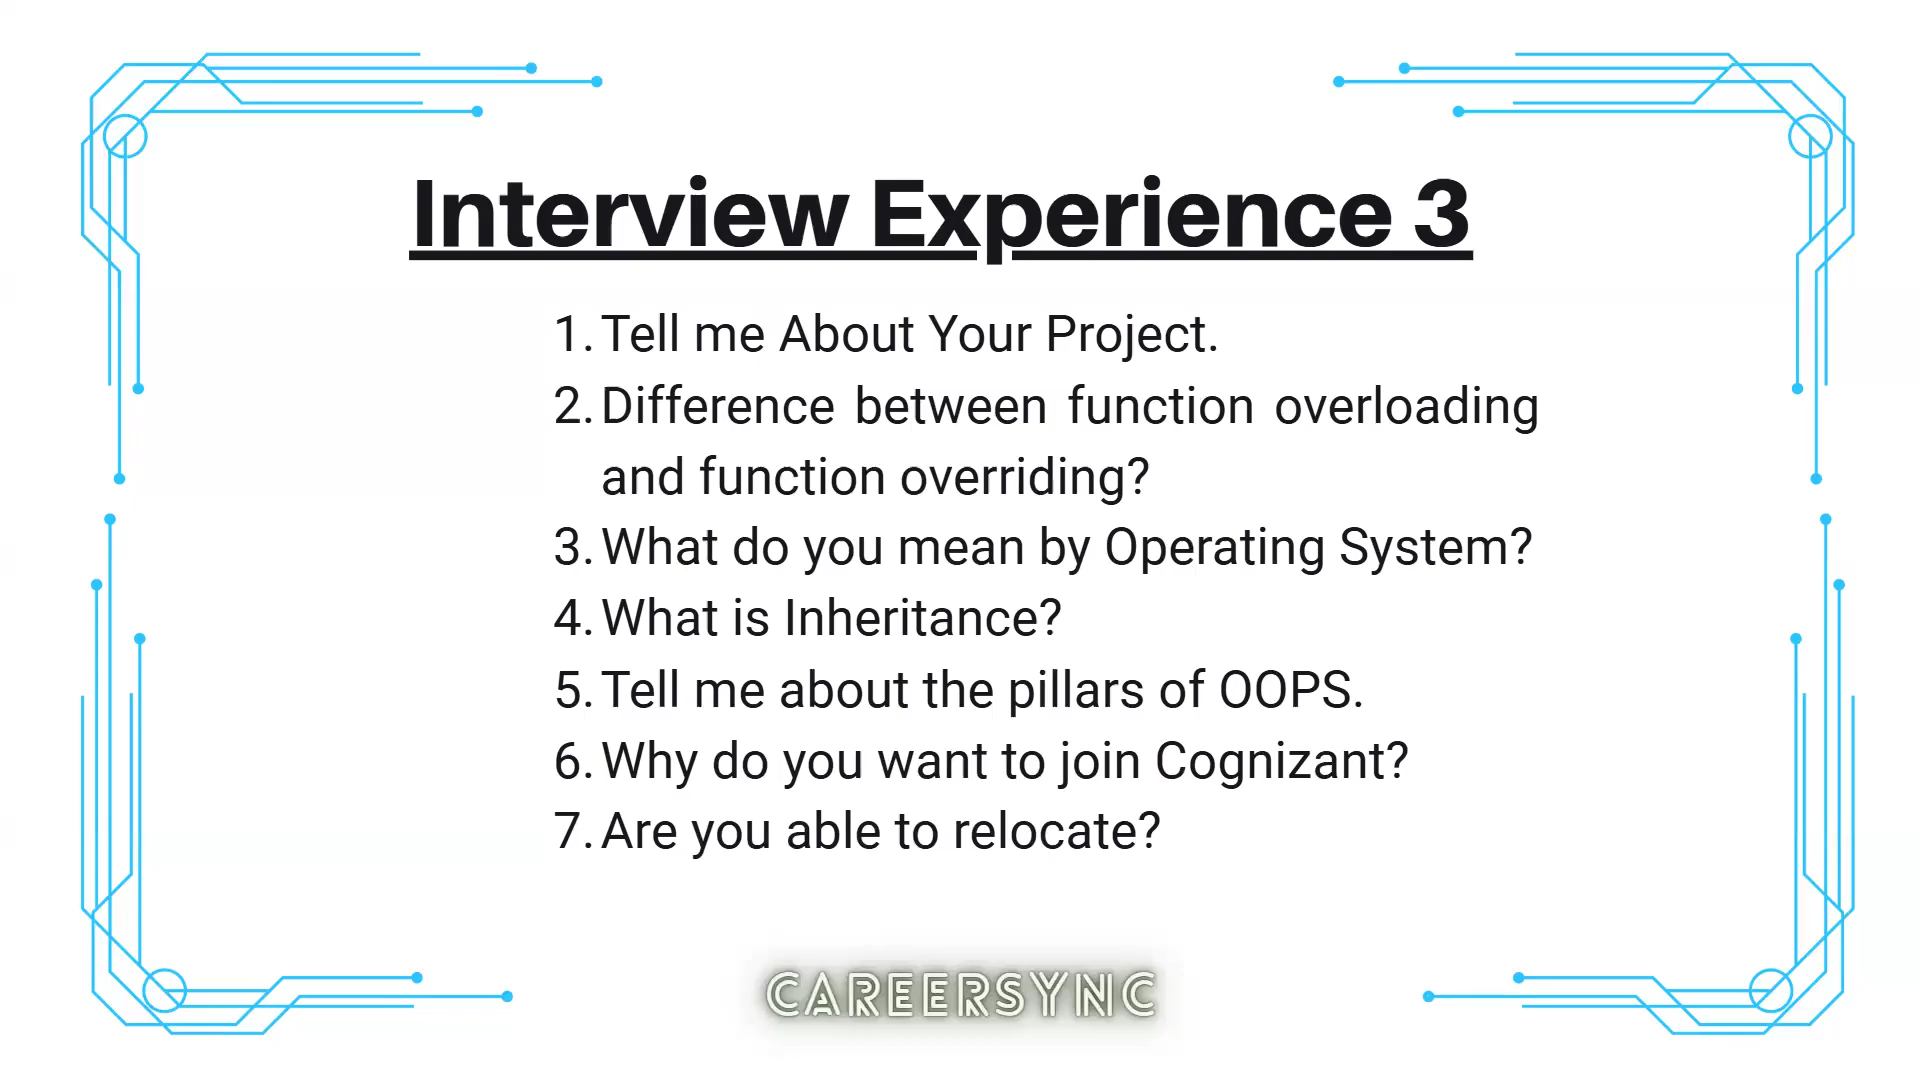 Interview Experience 3
1. Tell me About Your Project.
2. Difference between function overloading
and function overriding?
3. What do you mean by Operating System?
4. What is Inheritance?
5. Tell me about the pillars of OOPS.
6. Why do you want to join Cognizant?
7. Are you able to relocate?
CAREERSYNC